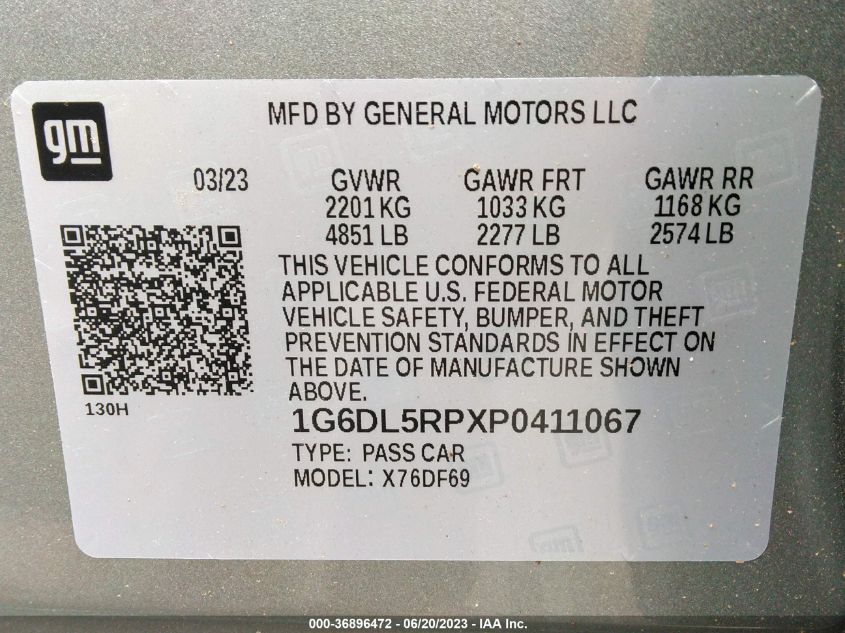 gm
MFD BY GENERAL MOTORS LLC
03/23 GVWR GAWR FRT GAWR RR
2201 KG 1033 KG 1168 KG
4851 LB 2277 LB 2574 LB
THIS VEHICLE CONFORMS TO ALL
APPLICABLE U.S. FEDERAL MOTOR
VEHICLE SAFETY, BUMPER, AND THEFT
PREVENTION STANDARDS IN EFFECT ON
THE DATE OF MANUFACTURE SHOWN
ABOVE.
130H
1G6DL5RPXP0411067
TYPE: PASS CAR
MODEL: X76DF69
000-36896472 - 06/20/2023 - IAA Inc.